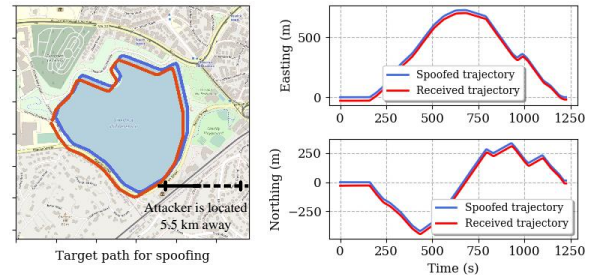 Attacker is located
5.5 km away
Target path for spoofing
Easting (m)
500
0
Spoofed trajectory
Received trajectory
0 250 500 750 1000 1250
Northing (m)
250
0
−250
Spoofed trajectory
Received trajectory
0 250 500 750 1000 1250
Time (s)